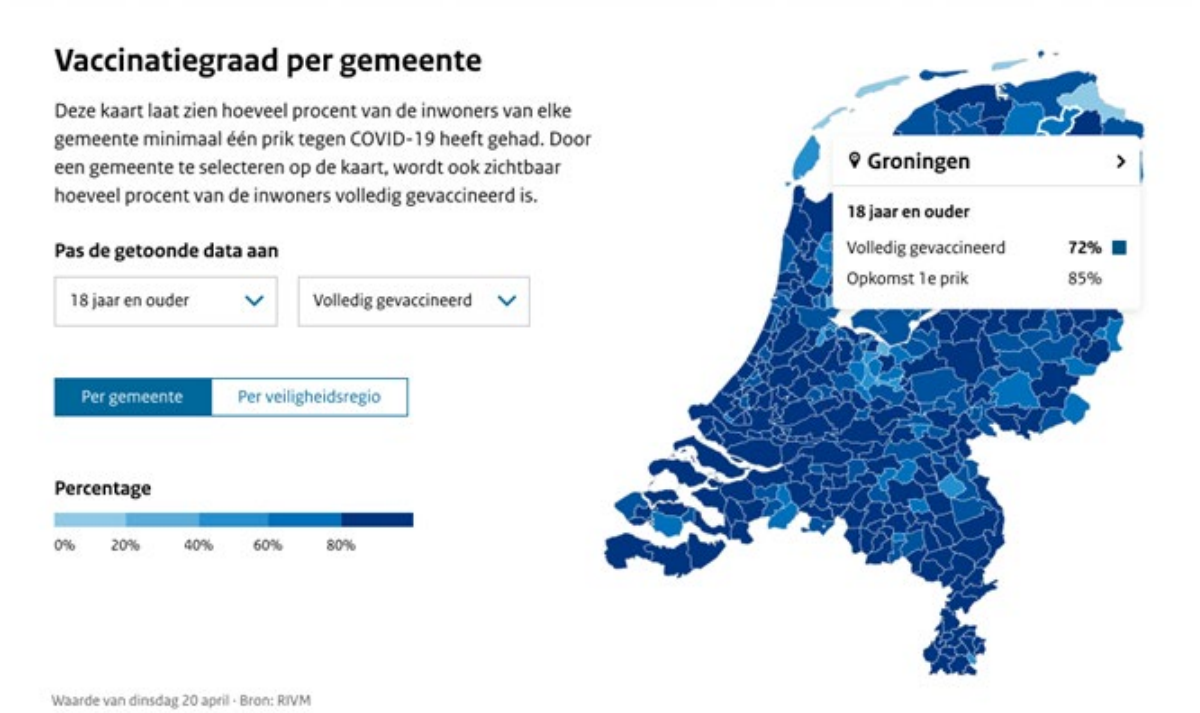 Vaccinatiegraad per gemeente
Deze kaart laat zien hoeveel procent van de inwoners van elke
gemeente minimaal één prik tegen COVID-19 heeft gehad. Door
een gemeente te selecteren op de kaart, wordt ook zichtbaar
hoeveel procent van de inwoners volledig gevaccineerd is.
Pas de getoonde data aan
18 jaar en ouder
Volledig gevaccineerd
Per gemeente
Per veiligheidsregio
Percentage
0% 20% 40% 60% 80%
Waarde van dinsdag 20 april · Bron: RIVM
Groningen
18 jaar en ouder
Volledig gevaccineerd 72%
Opkomst 1e prik 85%